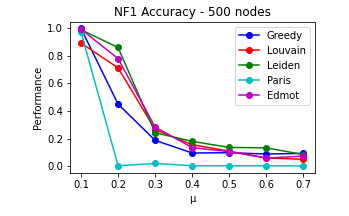 NF1 Accuracy - 500 nodes
Performance
1.0
0.8
0.6
0.4
0.2
0.0
Greedy
Louvain
Leiden
Paris
Edmot
0.1 0.2 0.3 0.4 0.5 0.6 0.7
μ